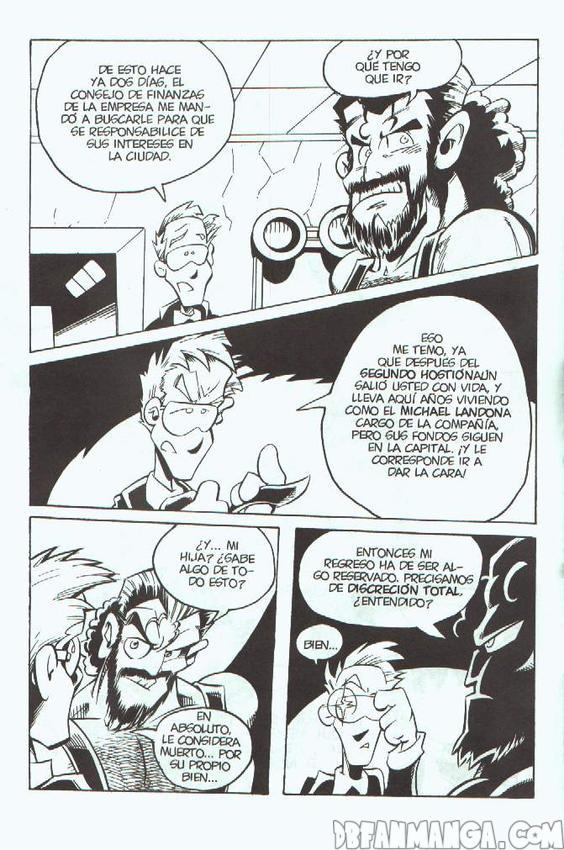 DE ESTO HACE
YA DOS DÍAS, EL
CONSEJO DE FINANZAS
DE LA EMPRESA ME MAN-
DÓ A BUSCARLE PARA QUE
SE RESPONSABILICE DE
SUS INTERESES EN
LA CIUDAD.
¿Y POR
QUÉ TENGO
QUE IR?
ESO
ME TEMO, YA
QUE DESPUÉS DEL
SEGUNDO HOSTIÓN AÚN
SALIÓ USTED CON VIDA, Y
LLEVA AQUÍ AÑOS VIVIENDO
COMO EL MICHAEL LANDON A
CARGO DE LA COMPAÑÍA,
PERO SUS FONDOS SIGUEN
EN LA CAPITAL. ¡Y LE
CORRESPONDE IR A
DAR LA CARA!
¿Y... MI
HIJA? ¿SABE
ALGO DE TO-
DO ESTO?
EN
ABSOLUTO,
LE CONSIDERA
MUERTO... POR
SU PROPIO
BIEN...
ENTONCES MI
REGRESO HA DE SER AL-
GO RESERVADO. PRECISAMOS
DE DISCRECIÓN TOTAL.
¿ENTENDIDO?
BIEN...
DBFANMANGA.COM